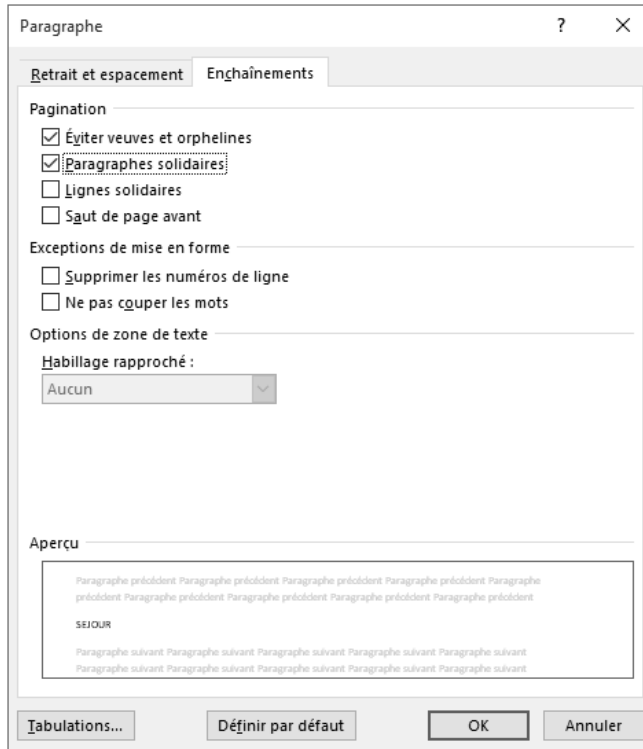 Paragraphe ?
Retrait et espacement Enchaînements
Pagination
Éviter veuves et orphelines
Paragraphes solidaires
Lignes solidaires
Saut de page avant
Exceptions de mise en forme
Supprimer les numéros de ligne
Ne pas couper les mots
Options de zone de texte
Habillage rapproché :
Aucun
Aperçu
Paragraphe précédent Paragraphe précédent Paragraphe précédent Paragraphe précédent Paragraphe
précédent Paragraphe précédent Paragraphe précédent Paragraphe précédent Paragraphe précédent
SEJOUR
Paragraphe suivant Paragraphe suivant Paragraphe suivant Paragraphe suivant Paragraphe suivant
Paragraphe suivant Paragraphe suivant Paragraphe suivant Paragraphe suivant Paragraphe suivant
Tabulations... Définir par défaut OK Annuler